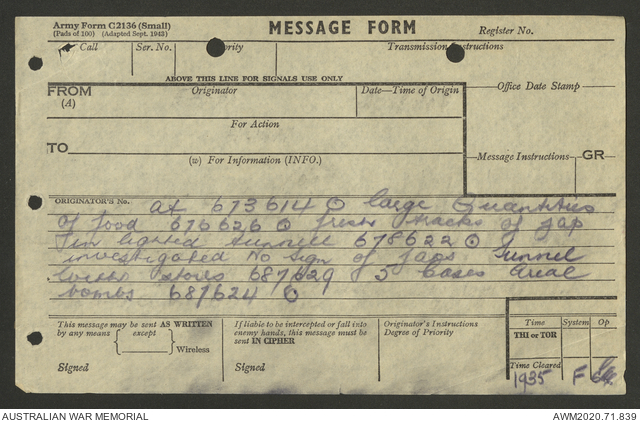 Army Form C2136 (Small)
(Pads of 100) (Adapted Sept. 1943)
MESSAGE FORM
Register No.
Call
Ser. No.
Priority
Transmission Instructions
ABOVE THIS LINE FOR SIGNALS USE ONLY
FROM
(A)
Originator
Date—Time of Origin
Office Date Stamp
For Action
TO
(W) For Information (INFO.)
Message Instructions
GR
ORIGINATOR'S No.
at 673614 O large Quantities
of food 676626 O fresh tracks of Jap
in lighted tunnell 678622 O
investigated No sign of Japs Tunnel
stores 687629 5 Cases
bombs 687624 O
This message may be sent AS WRITTEN
by any means except
Wireless
Signed
If liable to be intercepted or fall into
enemy hands, this message must be
sent IN CIPHER
Signed
Originator's Instructions
Degree of Priority
Time System Op
THI or TOR
Time Cleared
1935 F
AUSTRALIAN WAR MEMORIAL
AWM2020.71.839